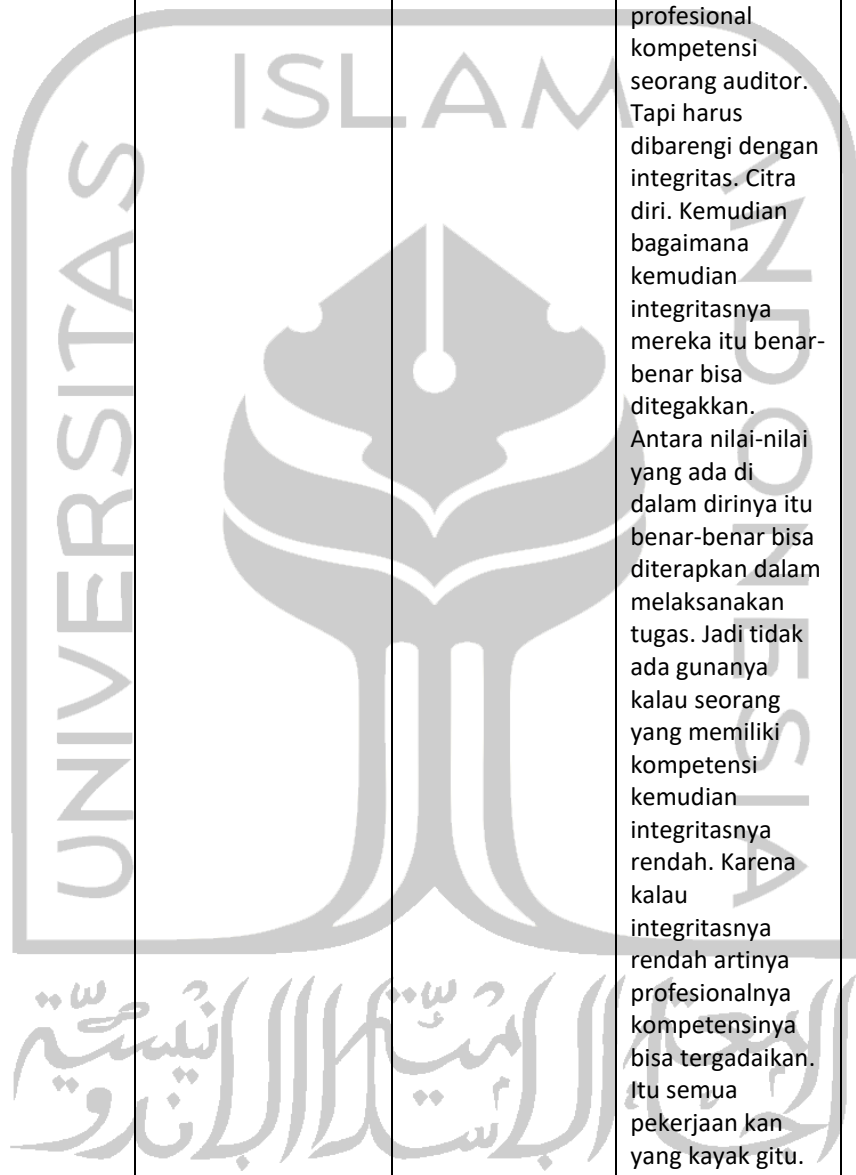 profesional
kompetensi
seorang auditor.
Tapi harus
dibarengi dengan
integritas. Citra
diri. Kemudian
bagaimana
kemudian
integritasnya
mereka itu benar-
benar bisa
ditegakkan.
Antara nilai-nilai
yang ada di
dalam dirinya itu
benar-benar bisa
diterapkan dalam
melaksanakan
tugas. Jadi tidak
ada gunanya
kalau seorang
yang memiliki
kompetensi
kemudian
integritasnya
rendah. Karena
kalau
integritasnya
rendah artinya
profesionalnya
kompetensinya
bisa tergadaikan.
Itu semua
pekerjaan kan
yang kayak gitu.
UNIVERSITAS
ISLAM
INDONESIA